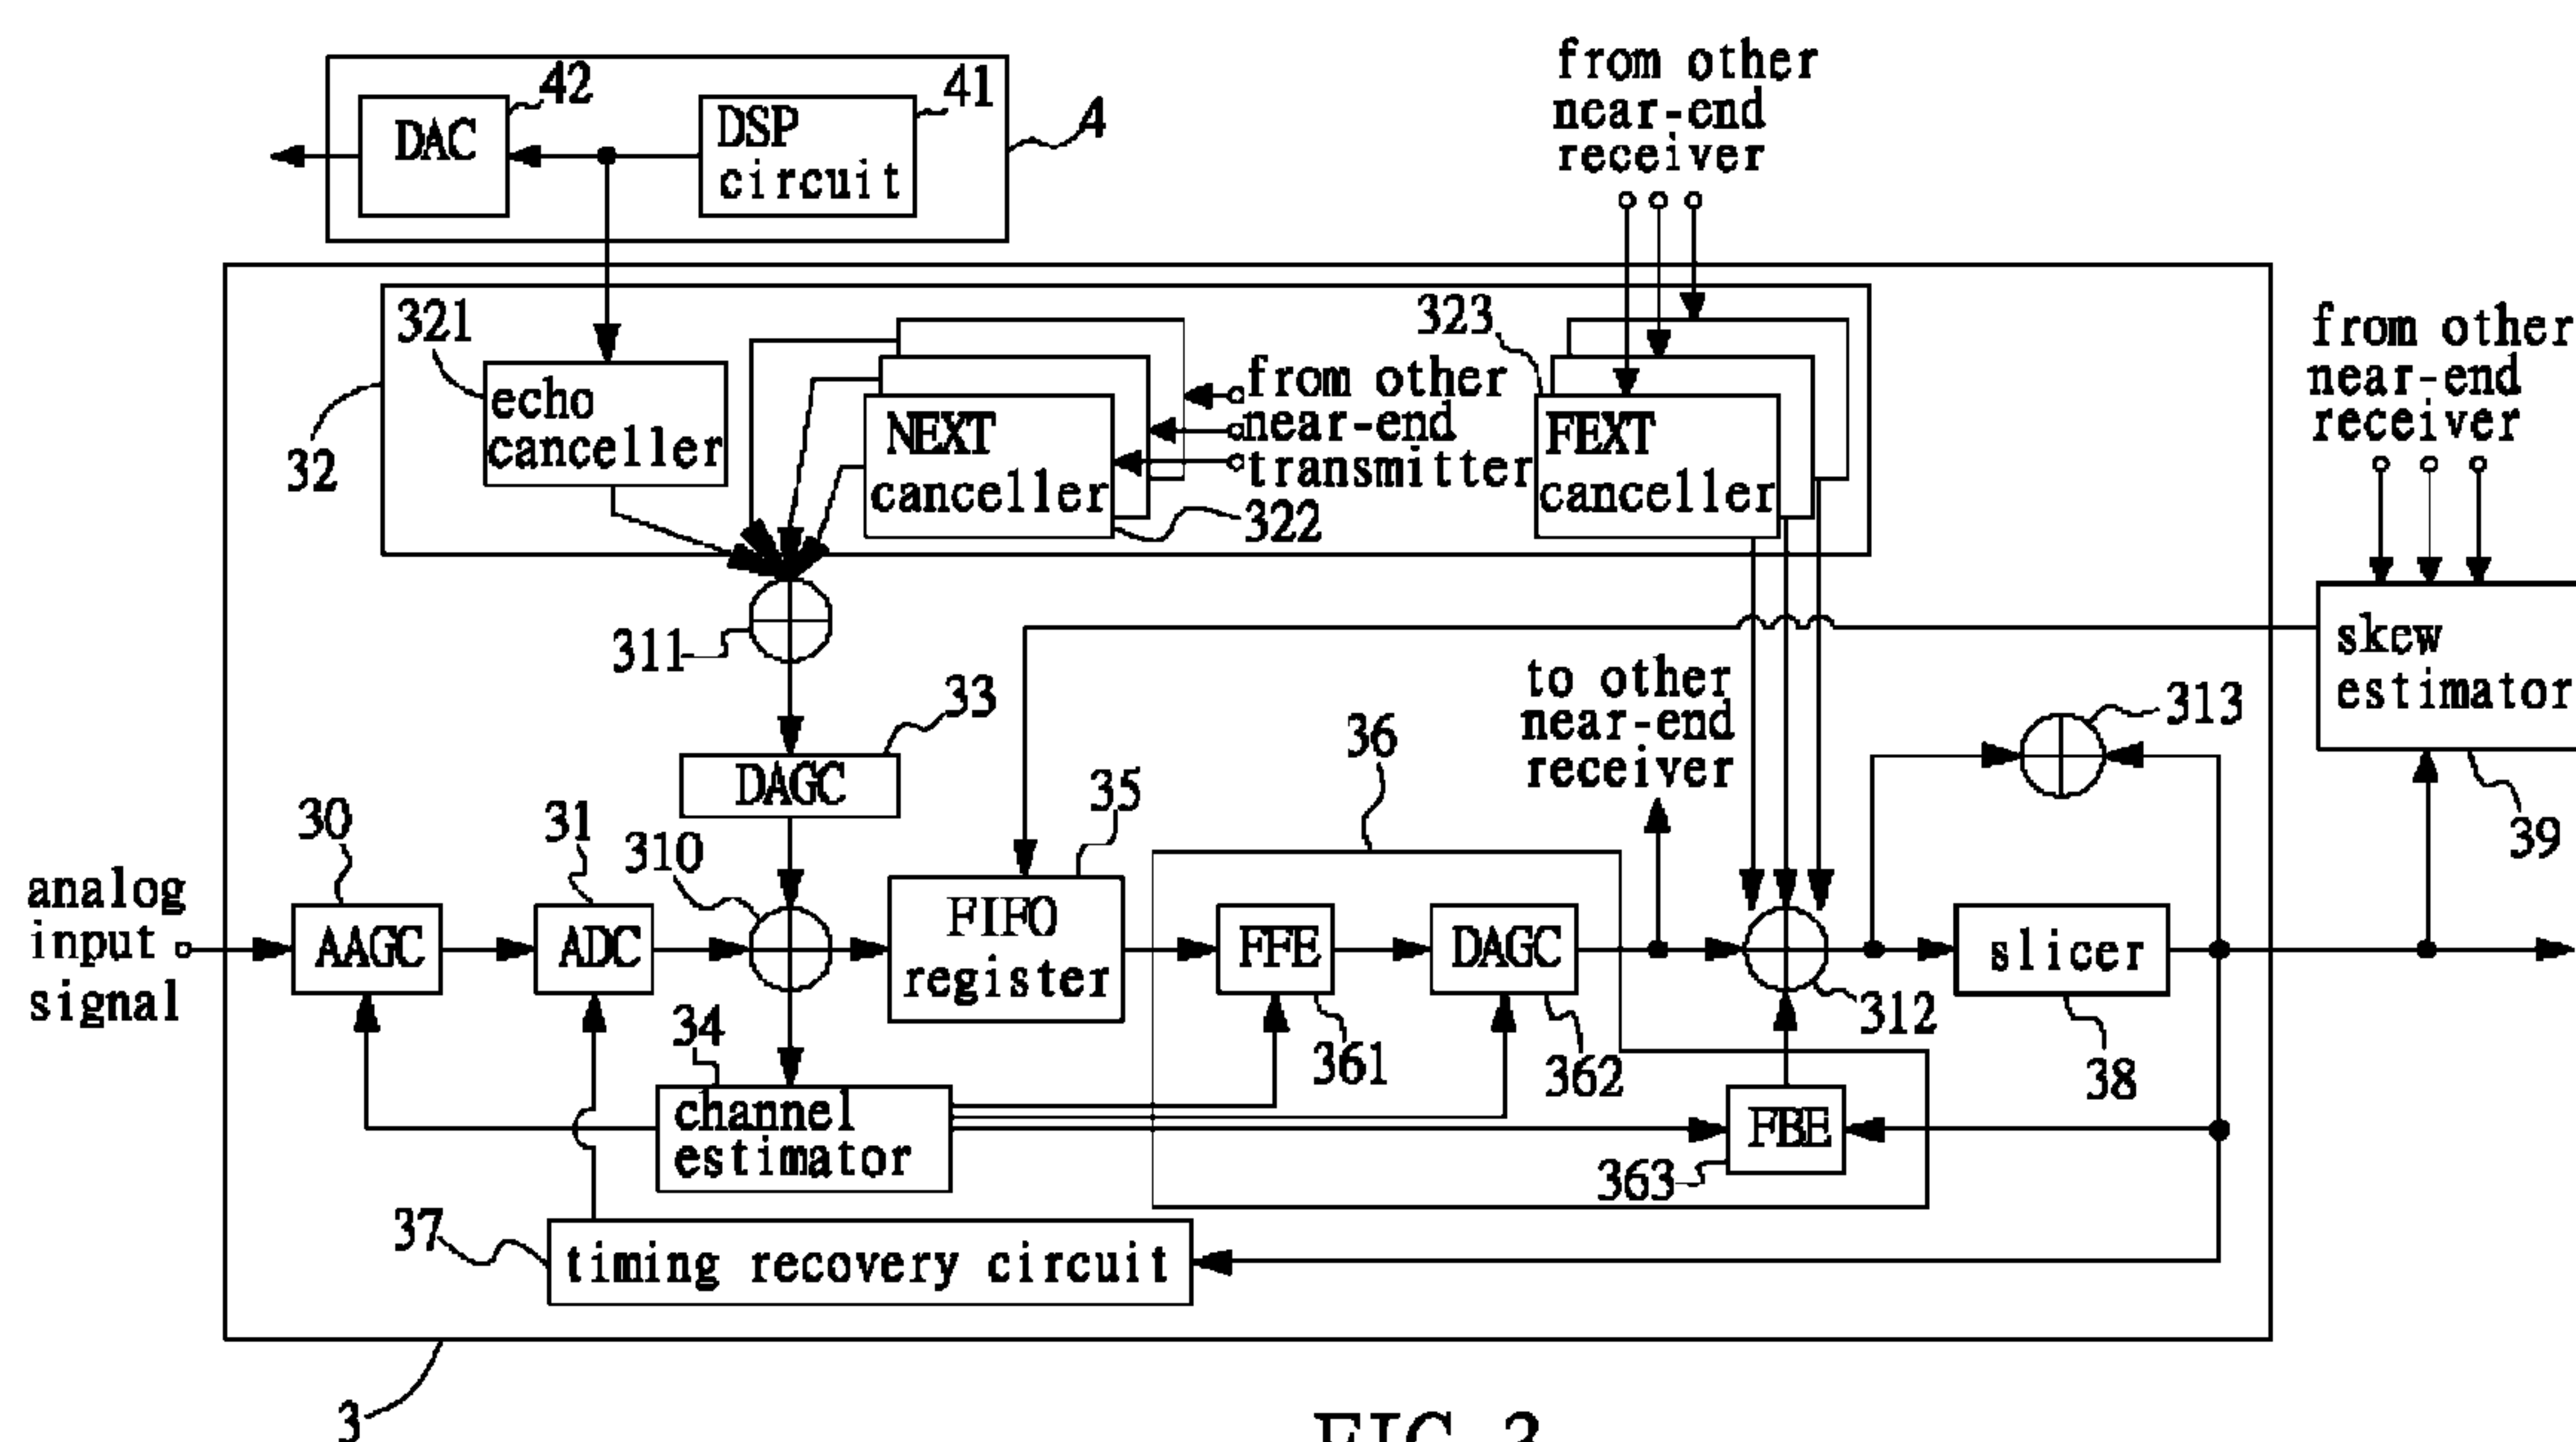 from other
near-end
receiver
42
41
DAC
DSP
circuit
4
321
323
from other
near-end
receiver
echo
canceller
NEXT
canceller
from other
near-end
transmitter
FEXT
canceller
32
322
skew
estimator
311
to other
near-end
receiver
313
33
36
DAGC
35
39
30
31
310
analog
input
signal
AAGC
ADC
FIFO
register
FFE
DAGC
slicer
312
34
361
362
38
channel
estimator
FBE
363
37
timing recovery circuit
3